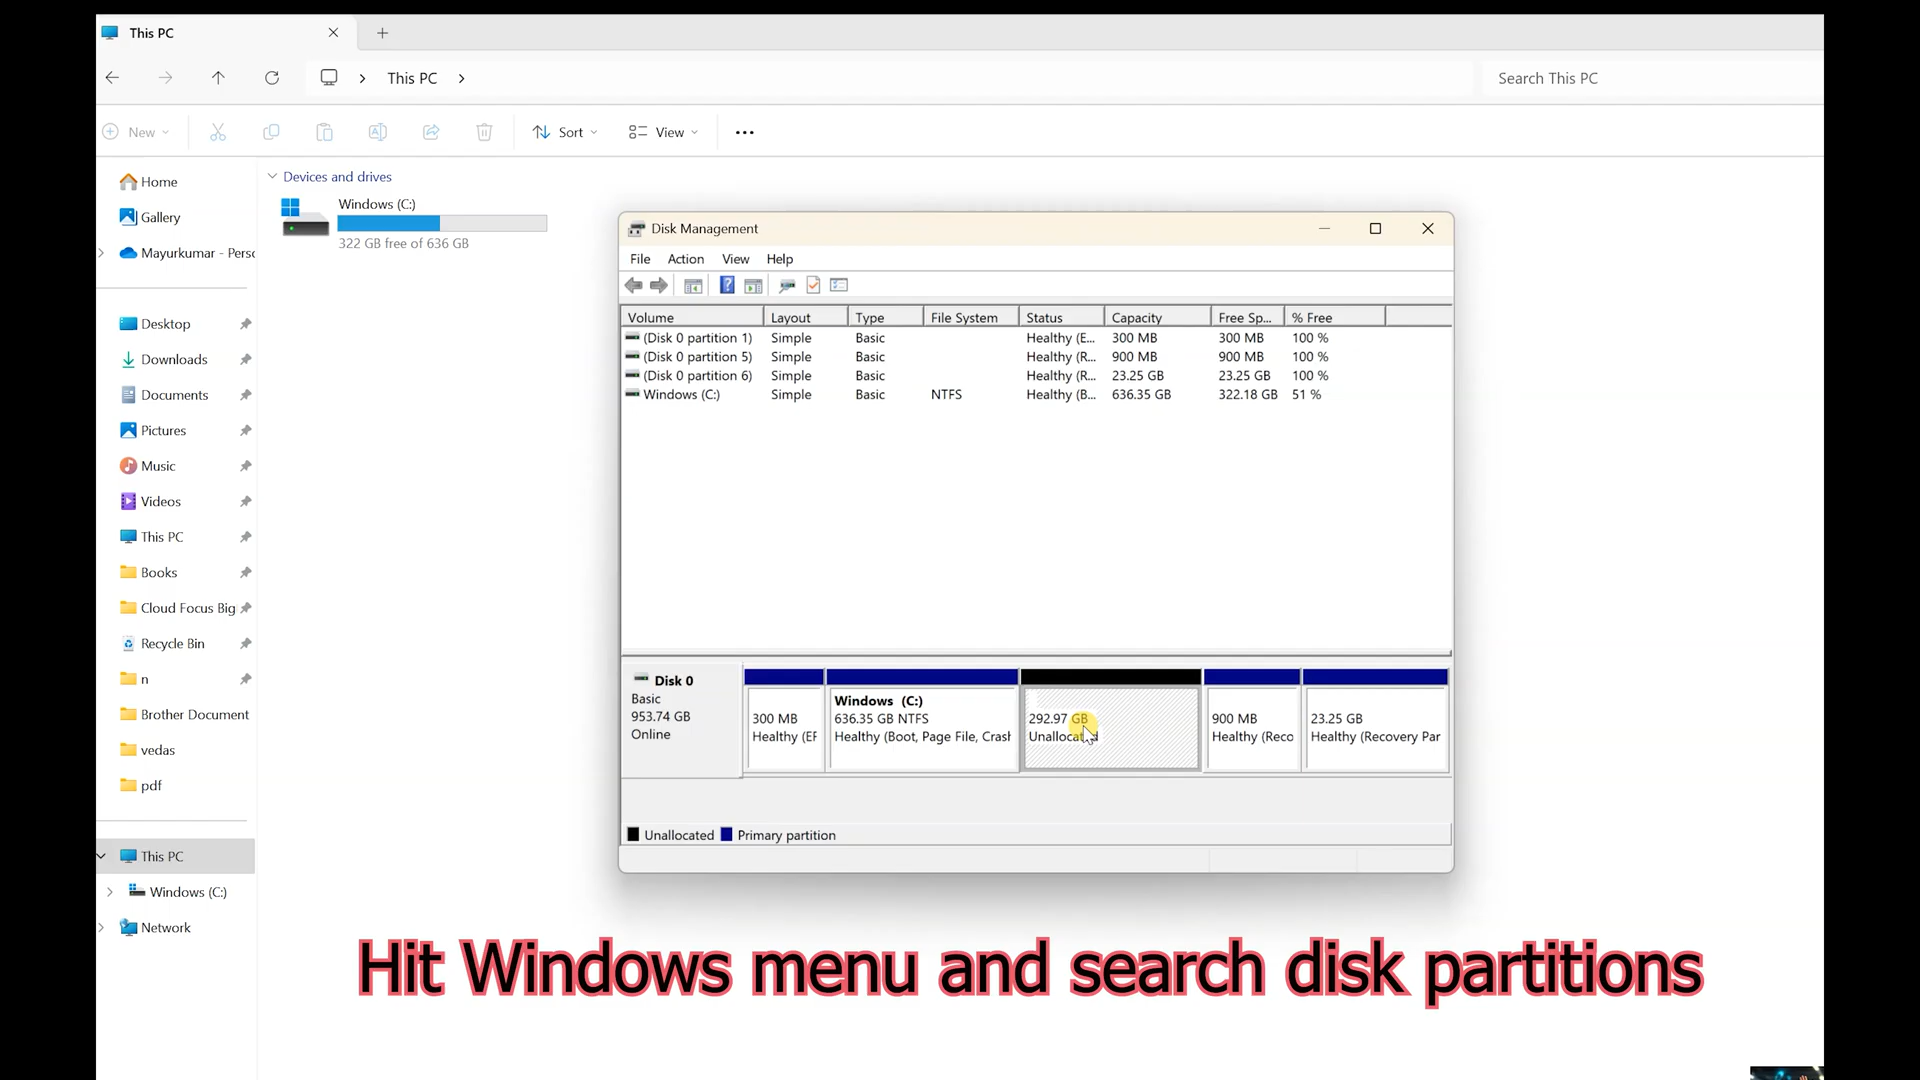 This PC
This PC
Search This PC
New
Sort
View
Home
Gallery
Mayurkumar - Persc
Desktop
Downloads
Documents
Pictures
Music
Videos
This PC
Books
Cloud Focus Big
Recycle Bin
n
Brother Document
vedas
pdf
This PC
Windows (C:)
Network
Devices and drives
Windows (C:)
322 GB free of 636 GB
Disk Management
File Action View Help
Volume Layout Type File System Status Capacity Free Sp... % Free
(Disk 0 partition 1) Simple Basic Healthy (E... 300 MB 300 MB 100 %
(Disk 0 partition 5) Simple Basic Healthy (R... 900 MB 900 MB 100 %
(Disk 0 partition 6) Simple Basic Healthy (R... 23.25 GB 23.25 GB 100 %
Windows (C:) Simple Basic NTFS Healthy (B... 636.35 GB 322.18 GB 51 %
Disk 0
Basic
953.74 GB
Online
300 MB
Healthy (EF
Windows (C:)
636.35 GB NTFS
Healthy (Boot, Page File, Crash
292.97 GB
Unallocated
900 MB
Healthy (Reco
23.25 GB
Healthy (Recovery Par
Unallocated Primary partition
Hit Windows menu and search disk partitions